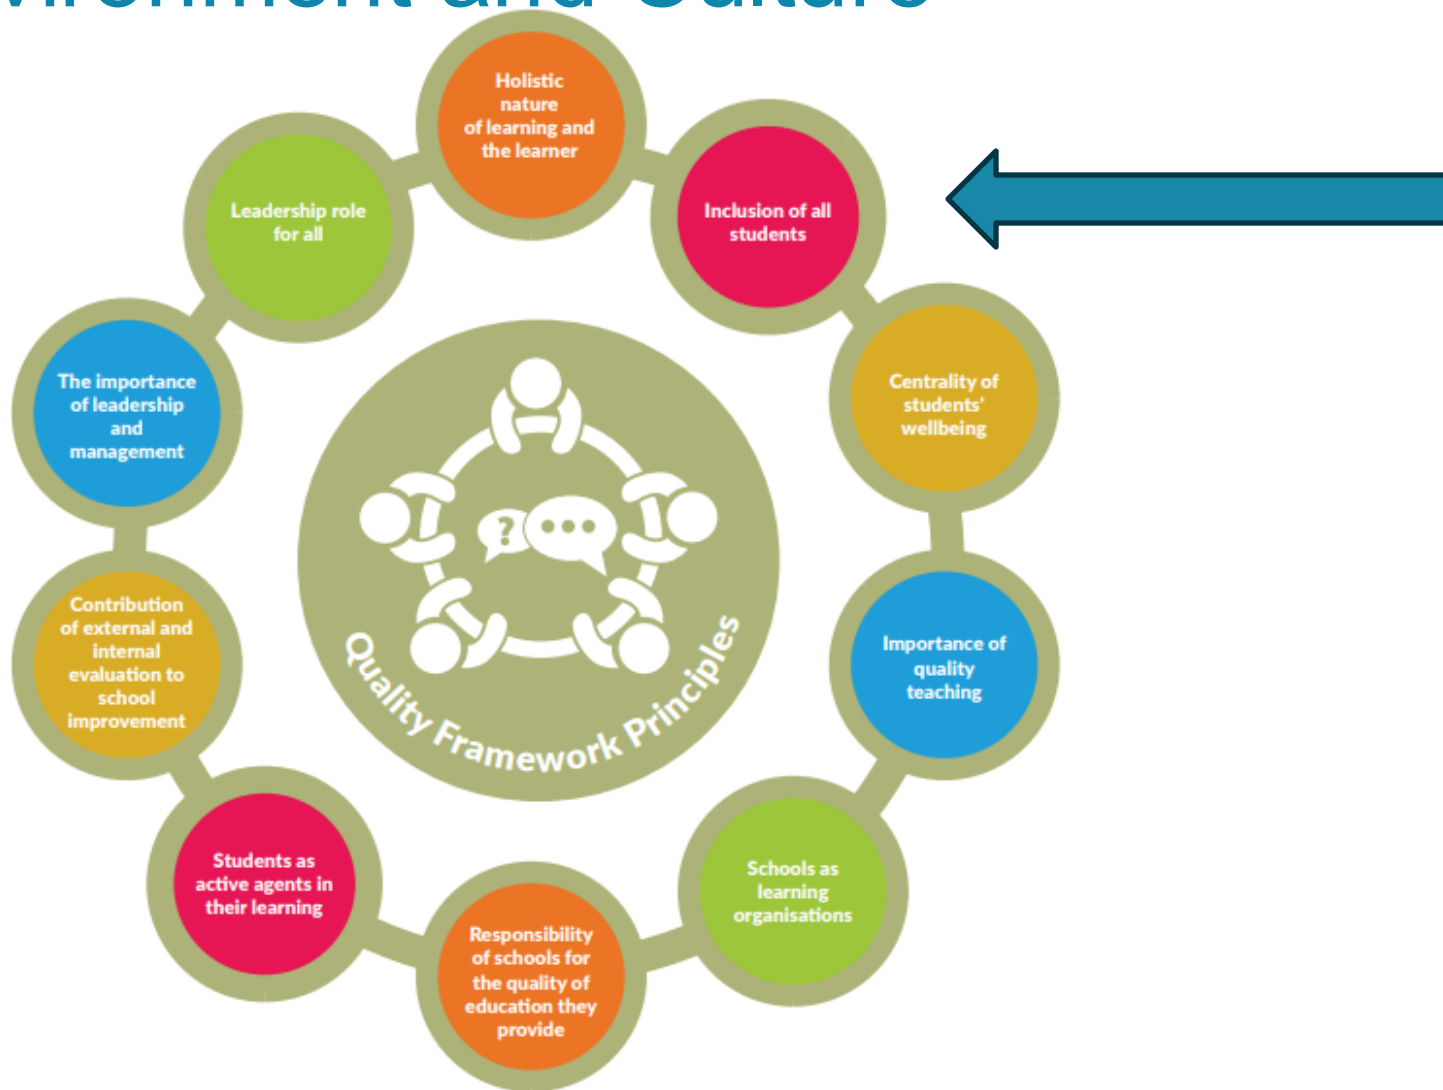 and Culture
Holistic
nature
of learning and
the learner
Inclusion of all
students
Centrality of
students'
wellbeing
Importance of
quality
teaching
Schools as
learning
organisations
Responsibility
of schools for
the quality of
education they
provide
Students as
active agents in
their learning
Contribution
of external and
internal
evaluation to
school
improvement
The importance
of leadership
and
management
Leadership role
for all
?
Quality Framework Principles